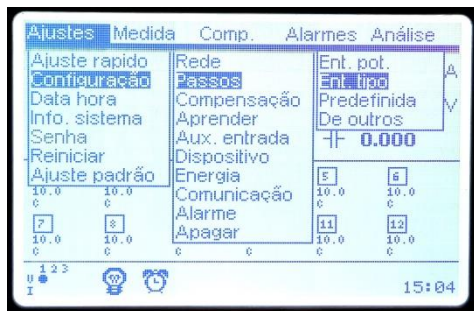 Ajustes Medida Comp. Alarmes Análise
Ajuste rapido
Configuração
Data hora
Info. sistema
Senha
Reiniciar
Ajuste padrão
Rede
Passos
Compensação
Aprender
Aux. entrada
Dispositivo
Energia
Comunicação
Alarme
Apagar
Ent. pot.
Ent. tipo
Predefinida
De outros
A
V
0.000
5 6
10.0 10.0 10.0 10.0
c c c
7 8 11 12
10.0 10.0 10.0 10.0
c c c c c c
1 2 3
U
I
15:04